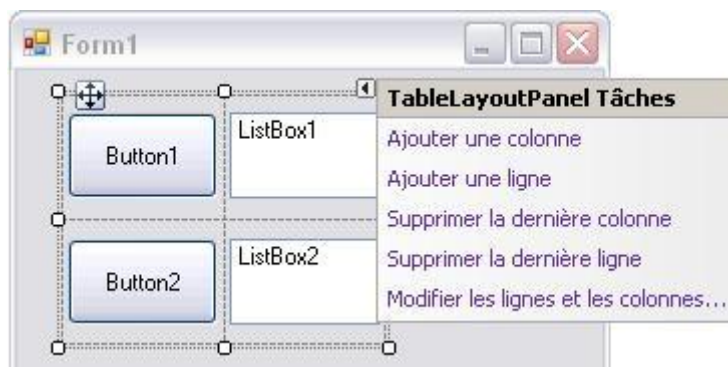 Form1
TableLayoutPanel Tâches
Button1
ListBox1
Ajouter une colonne
Ajouter une ligne
Supprimer la dernière colonne
Button2
ListBox2
Supprimer la dernière ligne
Modifier les lignes et les colonnes...